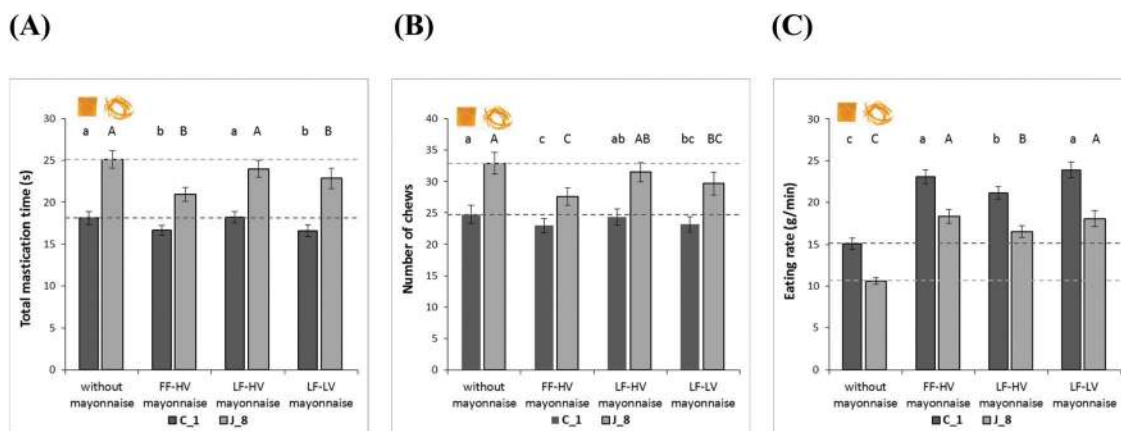 (A)
(B)
(C)
Total mastication time (s)
30
25
20
15
10
5
0
a A b B a A b B
without mayonnaise
FF-HV mayonnaise
LF-HV mayonnaise
LF-LV mayonnaise
C_1 J_8
Number of chews
45
40
35
30
25
20
15
10
5
0
a A c C ab AB bc BC
without mayonnaise
FF-HV mayonnaise
LF-HV mayonnaise
LF-LV mayonnaise
C_1 J_8
Eating rate (g/min)
30
25
20
15
10
5
0
c C a A b B a A
without mayonnaise
FF-HV mayonnaise
LF-HV mayonnaise
LF-LV mayonnaise
C_1 J_8